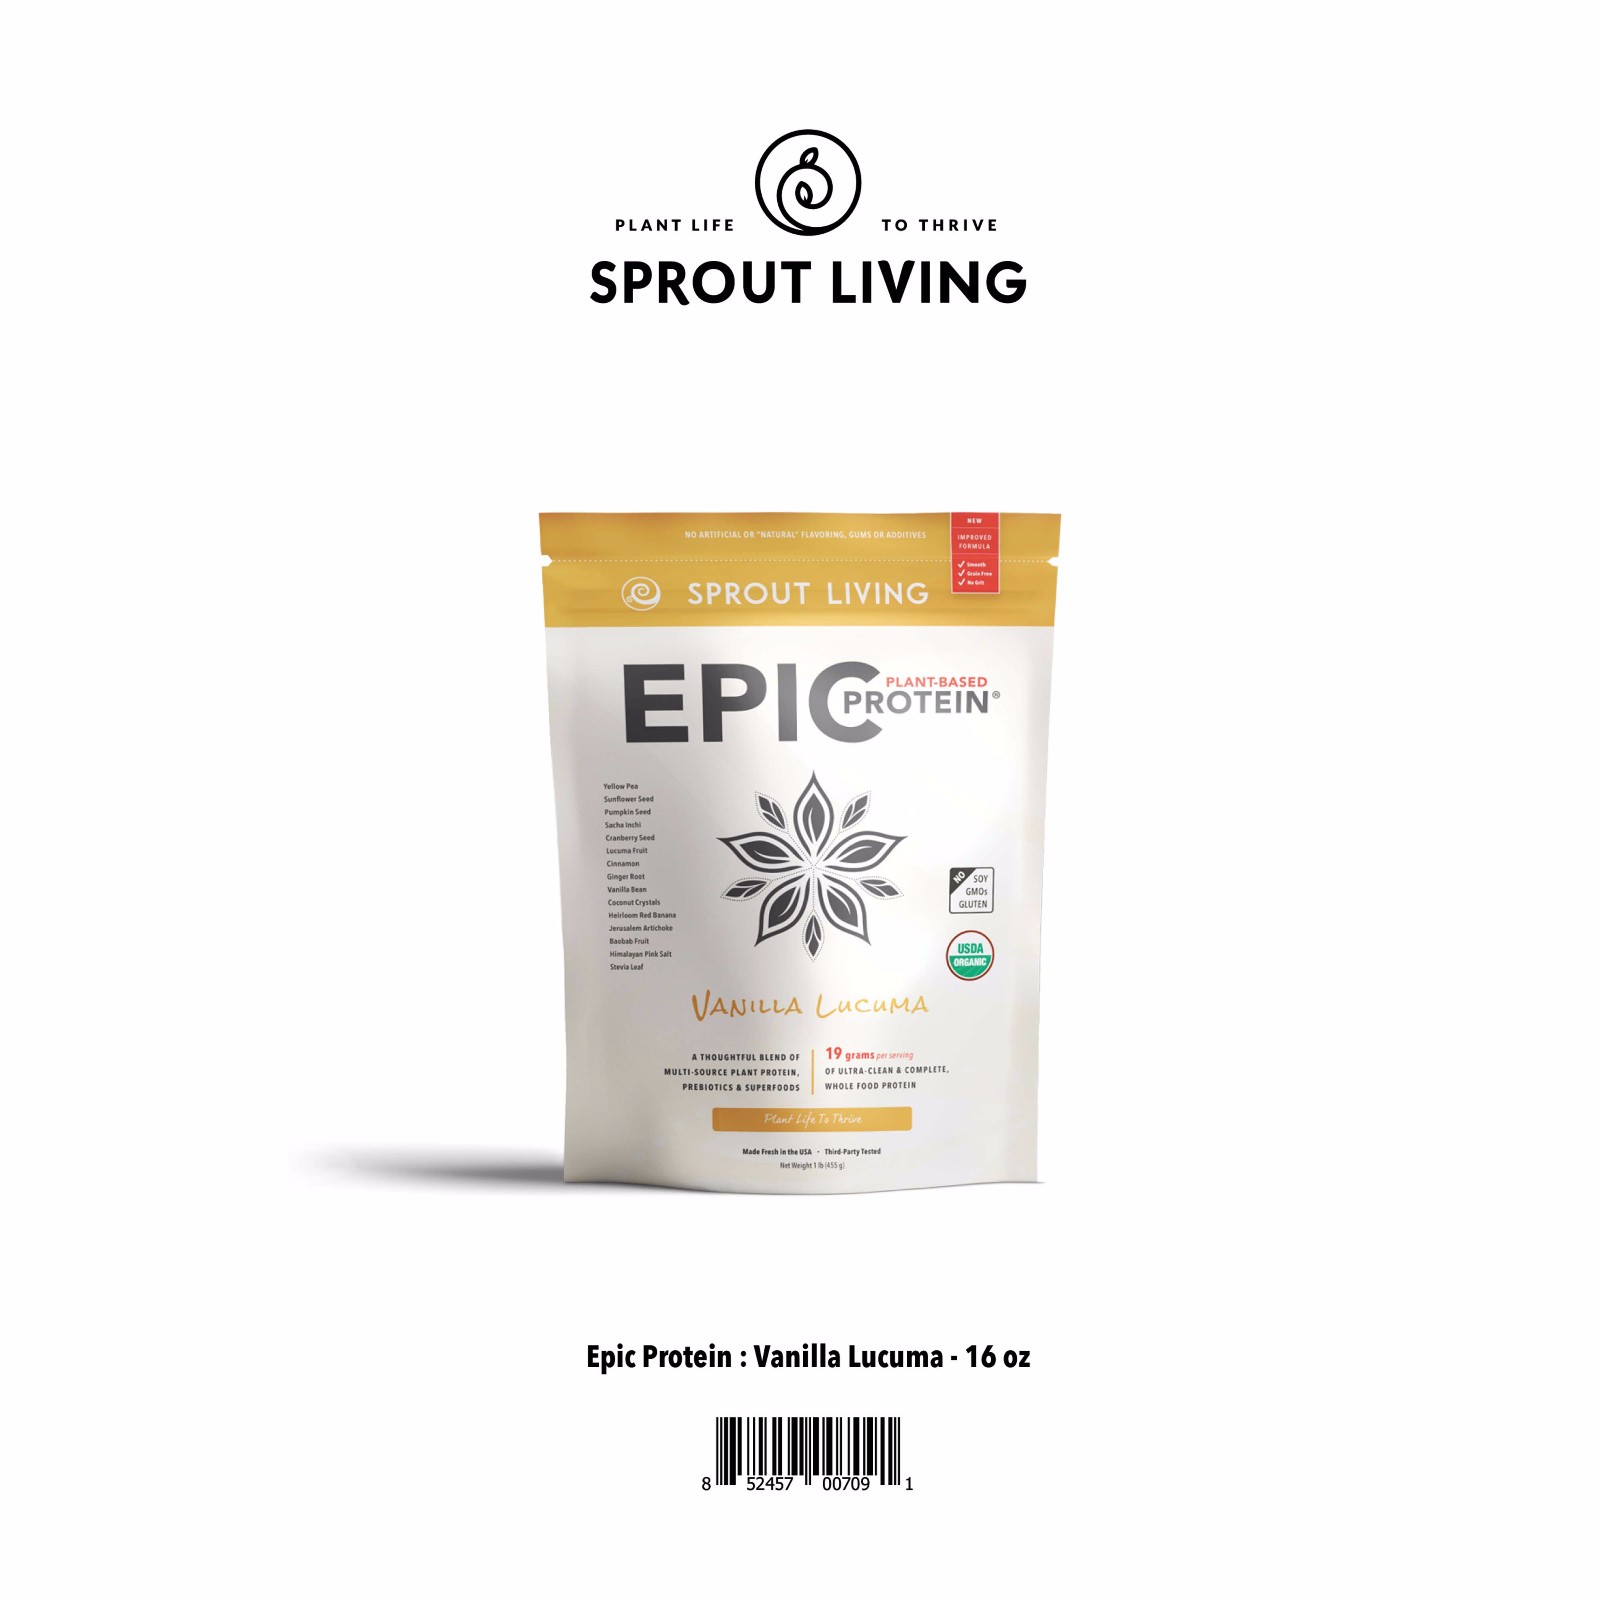 PLANT LIFE TO THRIVE
SPROUT LIVING
NO ARTIFICIAL OR "NATURAL" FLAVORING, GUMS OR ADDITIVES
NEW
IMPROVED
FORMULA
✓ Smooth
✓ Grain Free
✓ No Grit
SPROUT LIVING
EPIC
PLANT-BASED
PROTEIN®
Yellow Pea
Sunflower Seed
Pumpkin Seed
Sacha Inchi
Cranberry Seed
Lucuma Fruit
Cinnamon
Ginger Root
Vanilla Bean
Coconut Crystals
Heirloom Red Banana
Jerusalem Artichoke
Baobab Fruit
Himalayan Pink Salt
Stevia Leaf
NO
SOY
GMOs
GLUTEN
USDA
ORGANIC
VANILLA LUCUMA
A THOUGHTFUL BLEND OF
MULTI-SOURCE PLANT PROTEIN,
PREBIOTICS & SUPERFOODS
19 grams per serving
OF ULTRA-CLEAN & COMPLETE,
WHOLE FOOD PROTEIN
Plant Life To Thrive
Made Fresh in the USA • Third-Party Tested
Net Weight 1 lb (455 g)
Epic Protein : Vanilla Lucuma - 16 oz
8 52457 00709 1